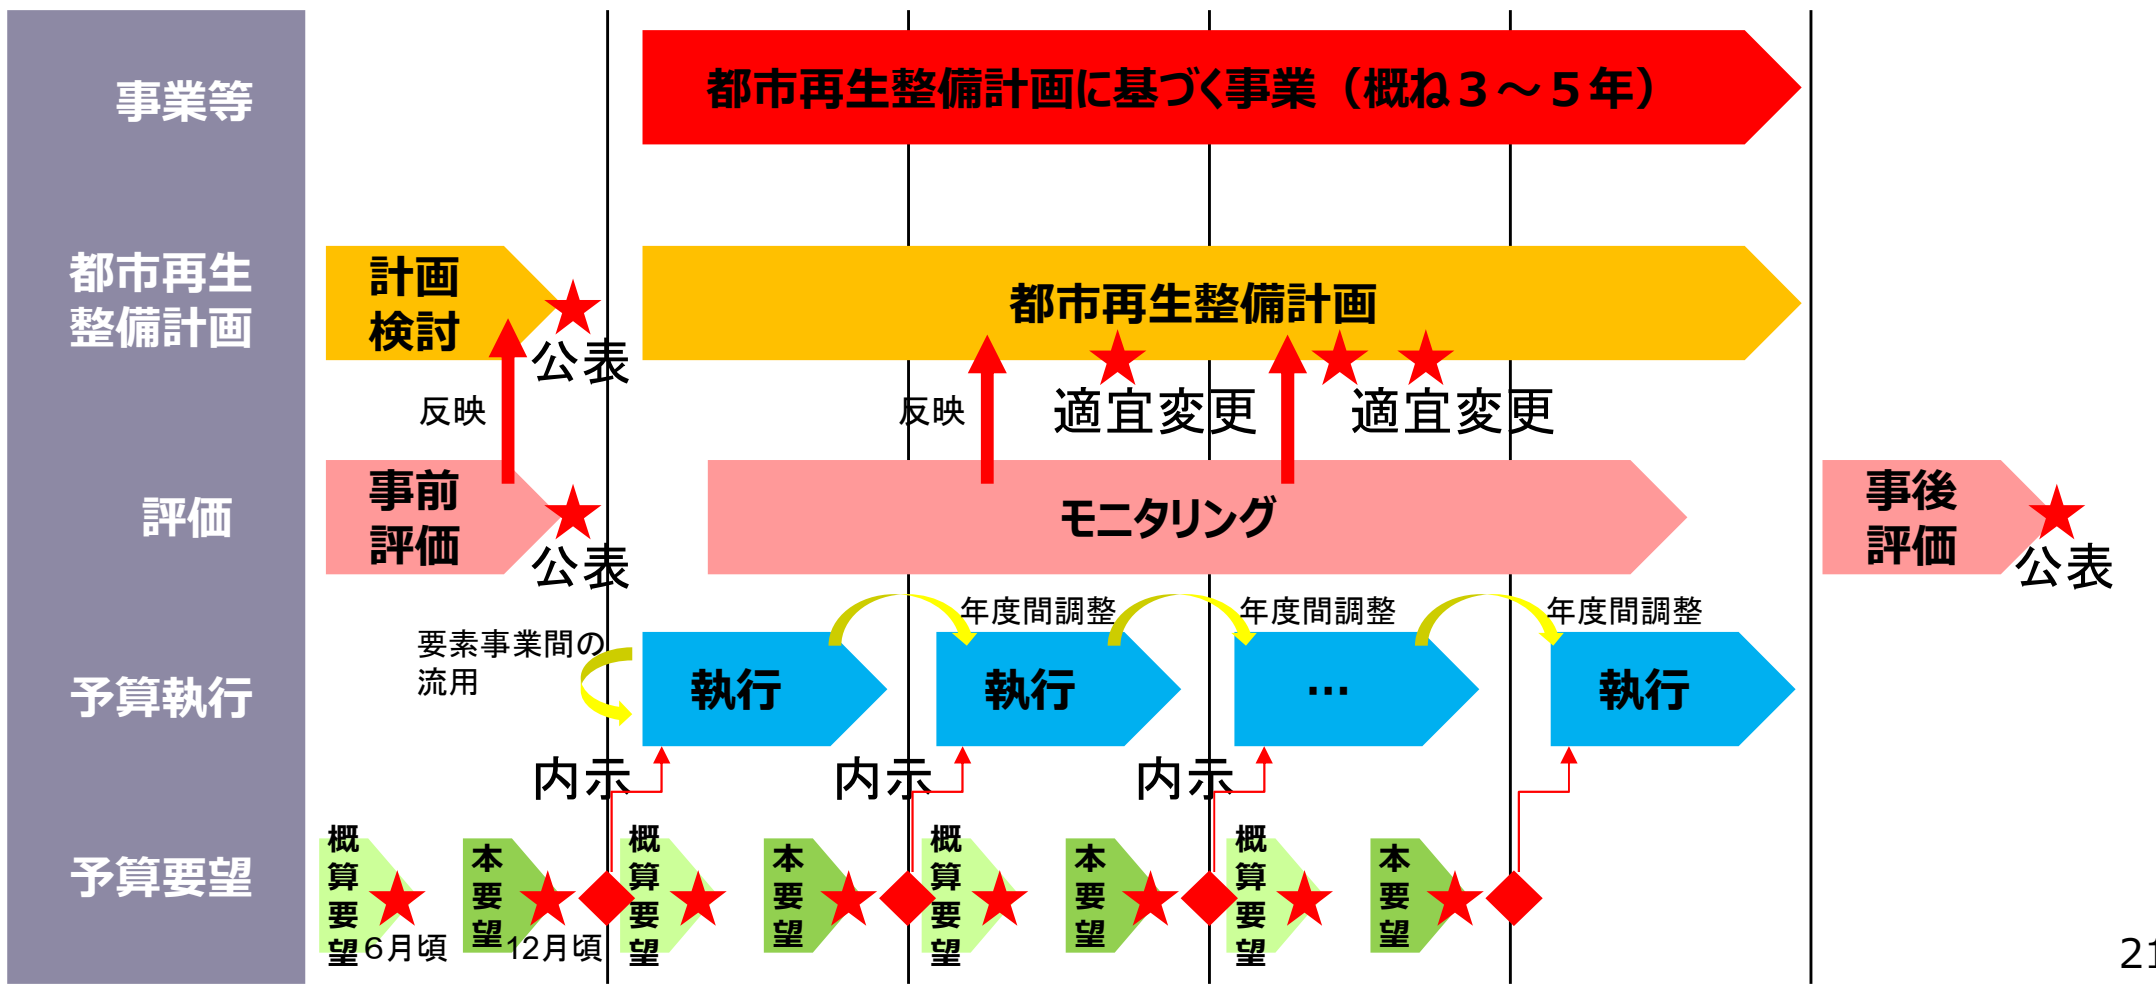 事業等
都市再生整備計画に基づく事業（概ね３～５年）
都市再生
整備計画
計画
検討
公表
都市再生整備計画
反映
反映
適宜変更
適宜変更
評価
事前
評価
公表
モニタリング
事後
評価
公表
予算執行
要素事業間の
流用
年度間調整
年度間調整
年度間調整
執行
執行
…
執行
内示
内示
内示
予算要望
概算要望
６月頃
本要望
12月頃
概算要望
本要望
概算要望
本要望
概算要望
本要望
21